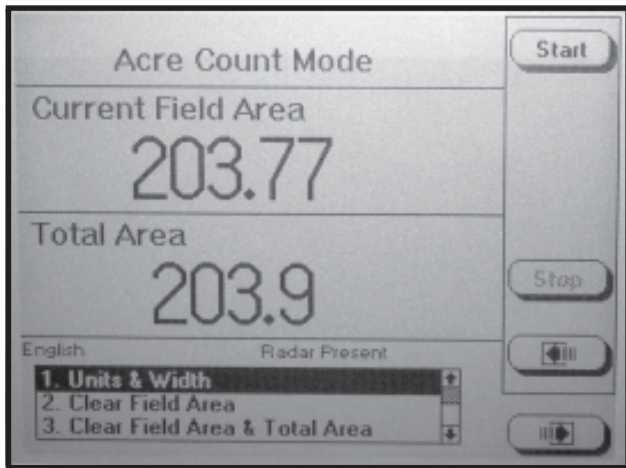 Acre Count Mode
Start
Current Field Area
203.77
Total Area
203.9
Stop
English Radar Present
1. Units & Width
2. Clear Field Area
3. Clear Field Area & Total Area